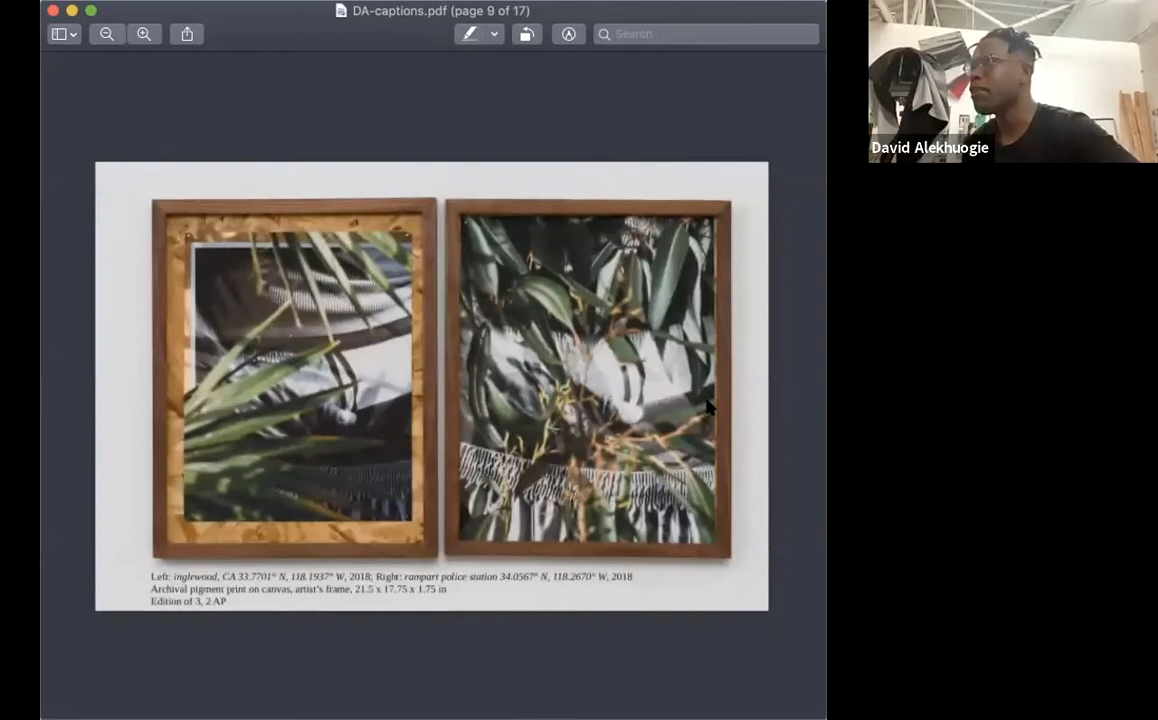 DA-captions.pdf (page 9 of 17)
Search
David Alekhuogie
Left: inglewood, CA 33.7701° N, 118.1937° W, 2018; Right: rampart police station 34.0567° N, 118.2670° W, 2018
Archival pigment print on canvas, artist's frame, 21.5 x 17.75 x 1.75 in
Edition of 3, 2 AP